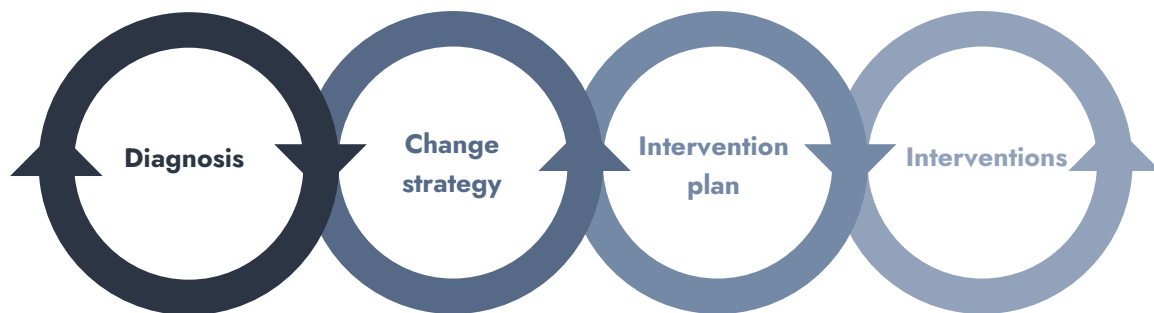 Diagnosis
Change
strategy
Intervention
plan
Interventions